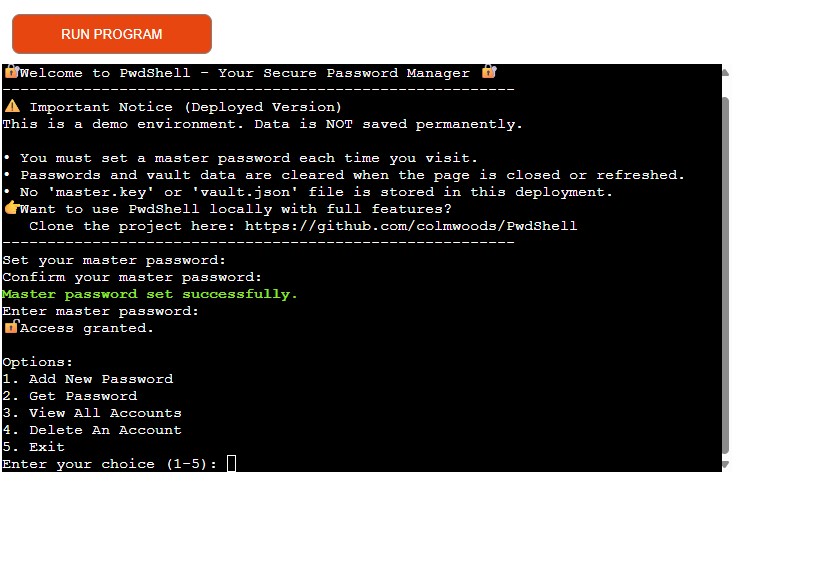 RUN PROGRAM
🔐Welcome to PwdShell - Your Secure Password Manager 🔐
---------------------------------------------------------
⚠️ Important Notice (Deployed Version)
This is a demo environment. Data is NOT saved permanently.
• You must set a master password each time you visit.
• Passwords and vault data are cleared when the page is closed or refreshed.
• No 'master.key' or 'vault.json' file is stored in this deployment.
👉Want to use PwdShell locally with full features?
Clone the project here: https://github.com/colmwoods/PwdShell
---------------------------------------------------------
Set your master password:
Confirm your master password:
Master password set successfully.
Enter master password:
🔓Access granted.
Options:
1. Add New Password
2. Get Password
3. View All Accounts
4. Delete An Account
5. Exit
Enter your choice (1-5):